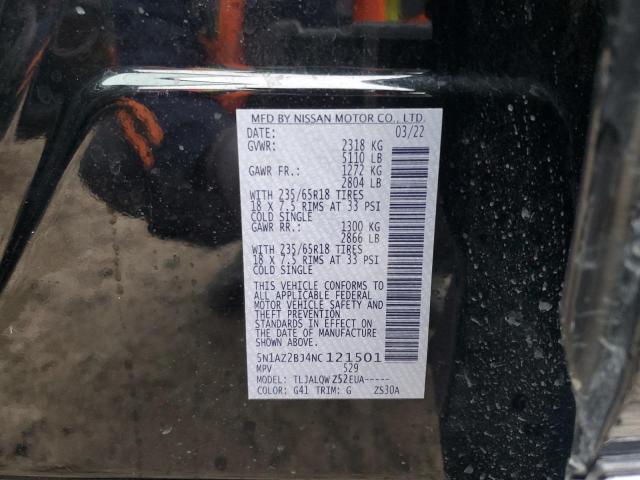 MFD BY NISSAN MOTOR CO., LTD.
DATE: 03/22
GVWR: 2318 KG
5110 LB
GAWR FR.: 1272 KG
2804 LB
WITH 235/65R18 TIRES
18 X 7.5 RIMS AT 33 PSI
COLD SINGLE
GAWR RR.: 1300 KG
2866 LB
WITH 235/65R18 TIRES
18 X 7.5 RIMS AT 33 PSI
COLD SINGLE
THIS VEHICLE CONFORMS TO
ALL APPLICABLE FEDERAL
MOTOR VEHICLE SAFETY AND
THEFT PREVENTION
STANDARDS IN EFFECT ON THE
DATE OF MANUFACTURE SHOWN
ABOVE.
5N1AZ2BJ4NC121501
MPV 529
MODEL: TLJALQWZ52EUA-----
COLOR: G41 TRIM: G ZS30A